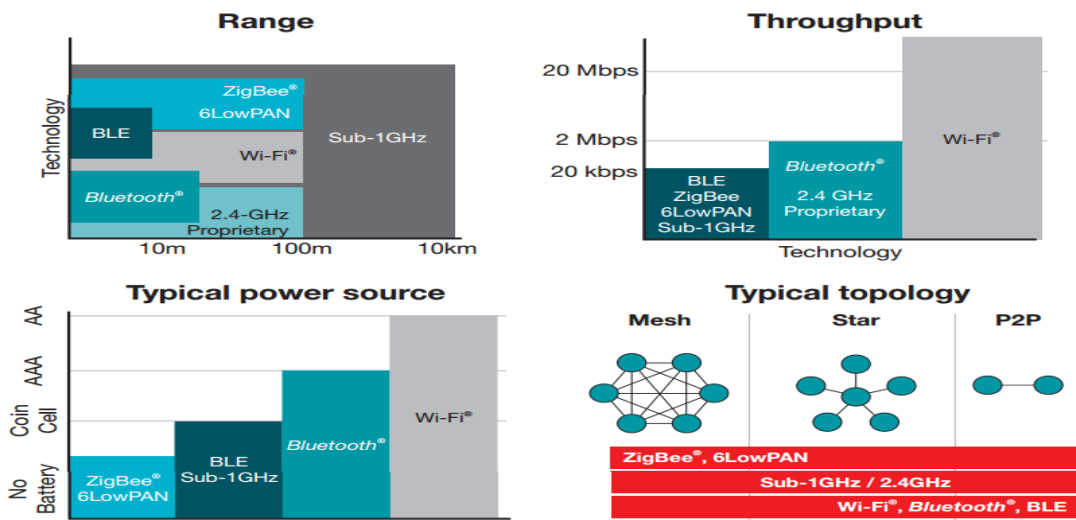 Range
Technology
ZigBee®
6LowPAN
BLE
Sub-1GHz
Wi-Fi®
Bluetooth®
2.4-GHz
Proprietary
10m
100m
10km
Throughput
20 Mbps
2 Mbps
20 kbps
Wi-Fi®
Bluetooth®
2.4 GHz
Proprietary
BLE
ZigBee
6LowPAN
Sub-1GHz
Technology
Typical power source
AA
AAA
Coin
Cell
No
Battery
ZigBee®
6LowPAN
BLE
Sub-1GHz
Bluetooth®
Wi-Fi®
Typical topology
Mesh
Star
P2P
ZigBee®, 6LowPAN
Sub-1GHz / 2.4GHz
Wi-Fi®, Bluetooth®, BLE